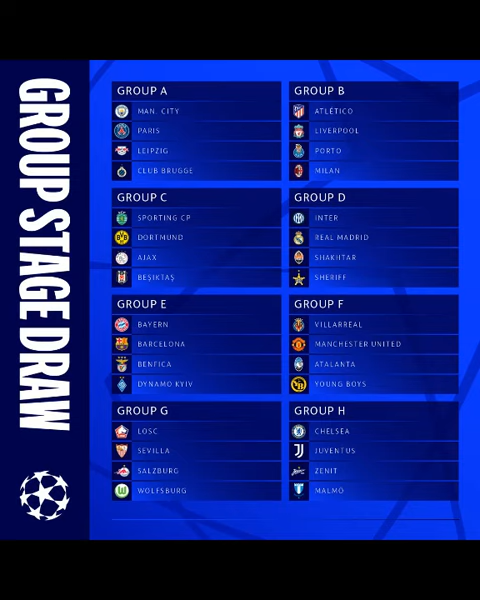 GROUP STAGE DRAW
GROUP A
MAN. CITY
PARIS
LEIPZIG
CLUB BRUGGE
GROUP B
ATLÉTICO
LIVERPOOL
PORTO
MILAN
GROUP C
SPORTING CP
DORTMUND
AJAX
BEŞIKTAŞ
GROUP D
INTER
REAL MADRID
SHAKHTAR
SHERIFF
GROUP E
BAYERN
BARCELONA
BENFICA
DYNAMO KYIV
GROUP F
VILLARREAL
MANCHESTER UNITED
ATALANTA
YOUNG BOYS
GROUP G
LOSC
SEVILLA
SALZBURG
WOLFSBURG
GROUP H
CHELSEA
JUVENTUS
ZENIT
MALMÖ